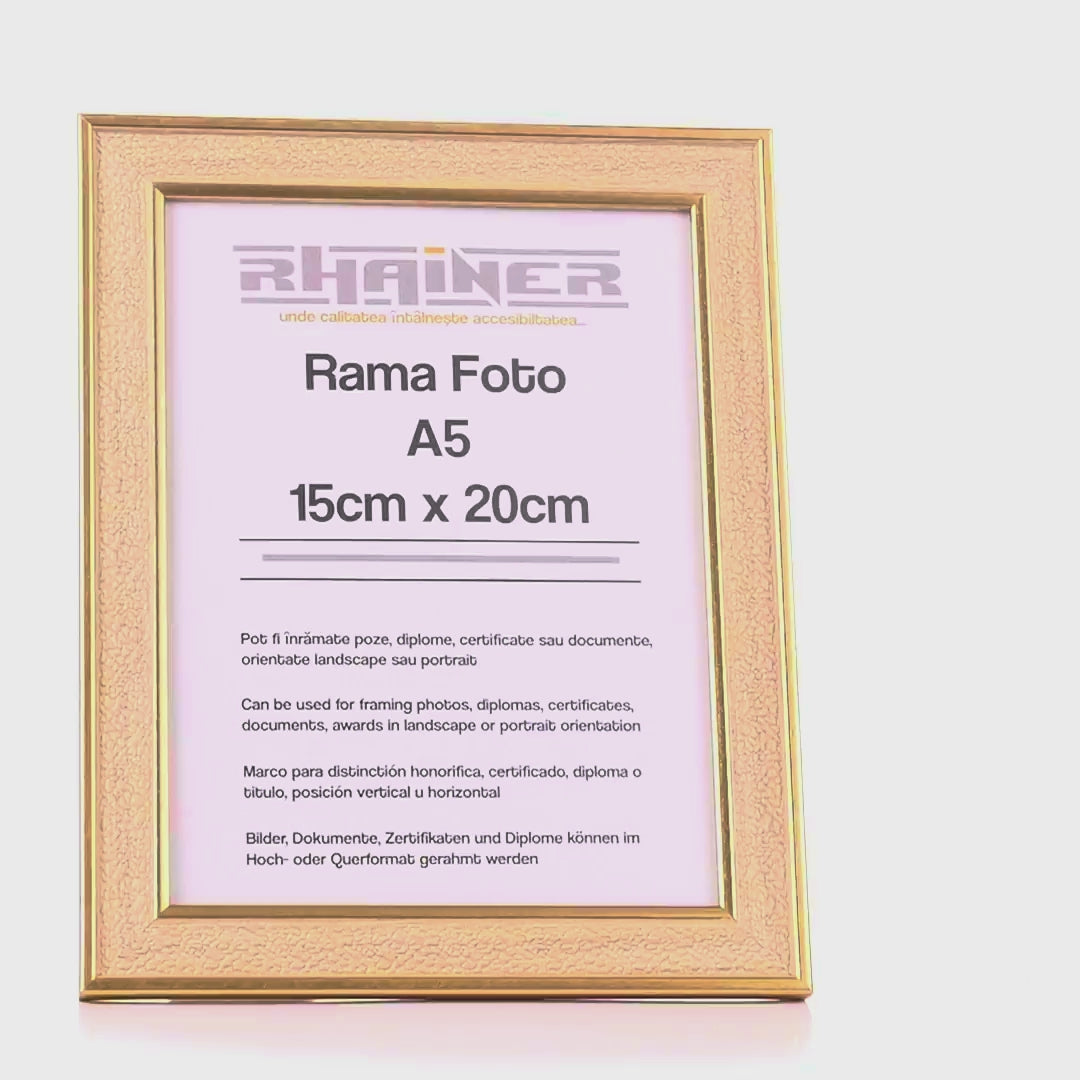 RHAINER
unde calitatea întâlnește accesibiltatea...
Rama Foto
A5
15cm x 20cm
Pot fi înrămate poze, diplome, certificate sau documente,
orientate landscape sau portrait
Can be used for framing photos, diplomas, certificates,
documents, awards in landscape or portrait orientation
Marco para distinctión honorifica, certificado, diploma o
titulo, posición vertical u horizontal
Bilder, Dokumente, Zertifikaten und Diplome können im
Hoch- oder Querformat gerahmt werden